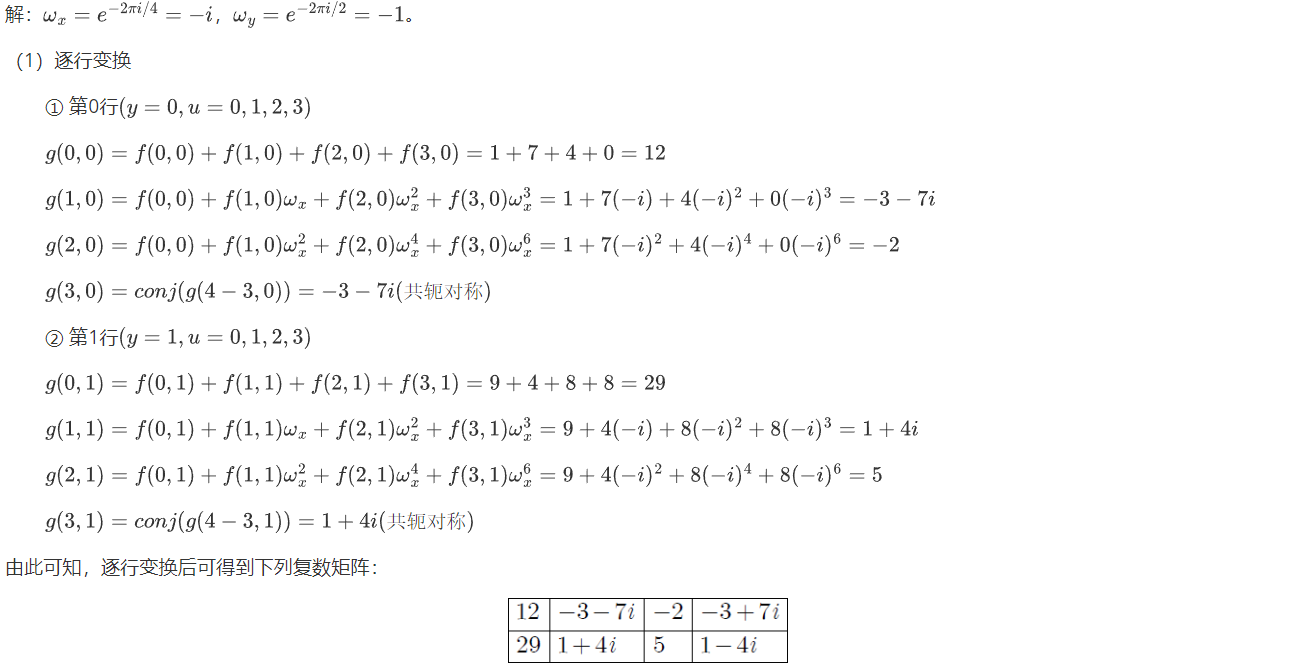 解：$\omega_x = e^{-2\pi i/4} = -i$，$\omega_y = e^{-2\pi i/2} = -1$。
（1）逐行变换
① 第0行$(y = 0, u = 0, 1, 2, 3)$
$g(0,0) = f(0,0) + f(1,0) + f(2,0) + f(3,0) = 1 + 7 + 4 + 0 = 12$
$g(1,0) = f(0,0) + f(1,0)\omega_x + f(2,0)\omega_x^2 + f(3,0)\omega_x^3 = 1 + 7(-i) + 4(-i)^2 + 0(-i)^3 = -3 - 7i$
$g(2,0) = f(0,0) + f(1,0)\omega_x^2 + f(2,0)\omega_x^4 + f(3,0)\omega_x^6 = 1 + 7(-i)^2 + 4(-i)^4 + 0(-i)^6 = -2$
$g(3,0) = conj(g(4-3,0)) = -3 - 7i$(共轭对称)
② 第1行$(y = 1, u = 0, 1, 2, 3)$
$g(0,1) = f(0,1) + f(1,1) + f(2,1) + f(3,1) = 9 + 4 + 8 + 8 = 29$
$g(1,1) = f(0,1) + f(1,1)\omega_x + f(2,1)\omega_x^2 + f(3,1)\omega_x^3 = 9 + 4(-i) + 8(-i)^2 + 8(-i)^3 = 1 + 4i$
$g(2,1) = f(0,1) + f(1,1)\omega_x^2 + f(2,1)\omega_x^4 + f(3,1)\omega_x^6 = 9 + 4(-i)^2 + 8(-i)^4 + 8(-i)^6 = 5$
$g(3,1) = conj(g(4-3,1)) = 1 + 4i$(共轭对称)
由此可知，逐行变换后可得到下列复数矩阵：
12 | $-3-7i$ | $-2$ | $-3+7i$
29 | $1+4i$ | 5 | $1-4i$